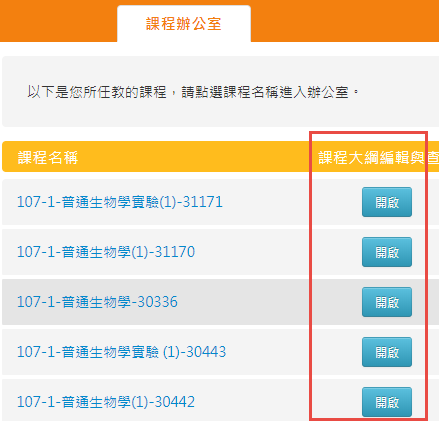 課程辦公室
以下是您所任教的課程，請點選課程名稱進入辦公室。
課程名稱 課程大綱編輯與查
107-1-普通生物學實驗(1)-31171 開啟
107-1-普通生物學(1)-31170 開啟
107-1-普通生物學-30336 開啟
107-1-普通生物學實驗 (1)-30443 開啟
107-1-普通生物學(1)-30442 開啟